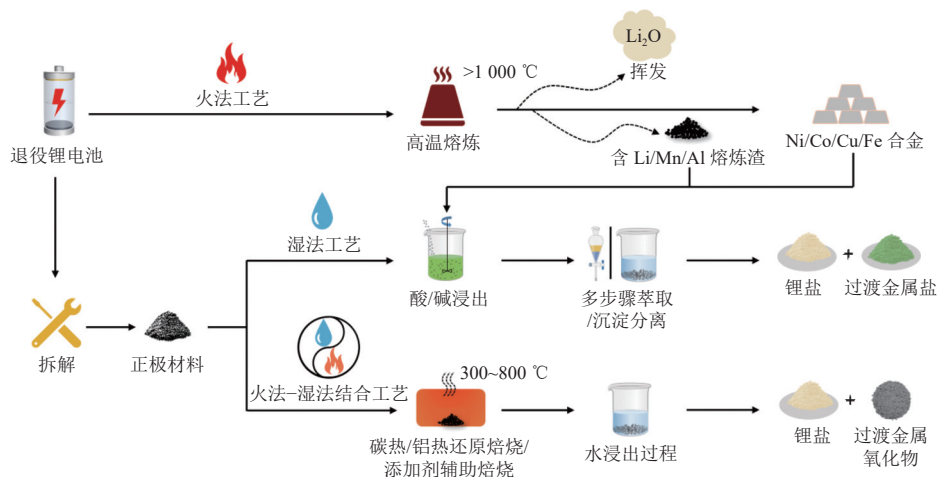 Li₂O
挥发
>1 000 ℃
火法工艺
高温熔炼
退役锂电池
含 Li/Mn/Al 熔炼渣
Ni/Co/Cu/Fe 合金
湿法工艺
酸/碱浸出
多步骤萃取
/沉淀分离
锂盐
+
过渡金属盐
拆解
正极材料
火法−湿法结合工艺
300~800 ℃
碳热/铝热还原焙烧/
添加剂辅助焙烧
水浸出过程
锂盐
+
过渡金属
氧化物